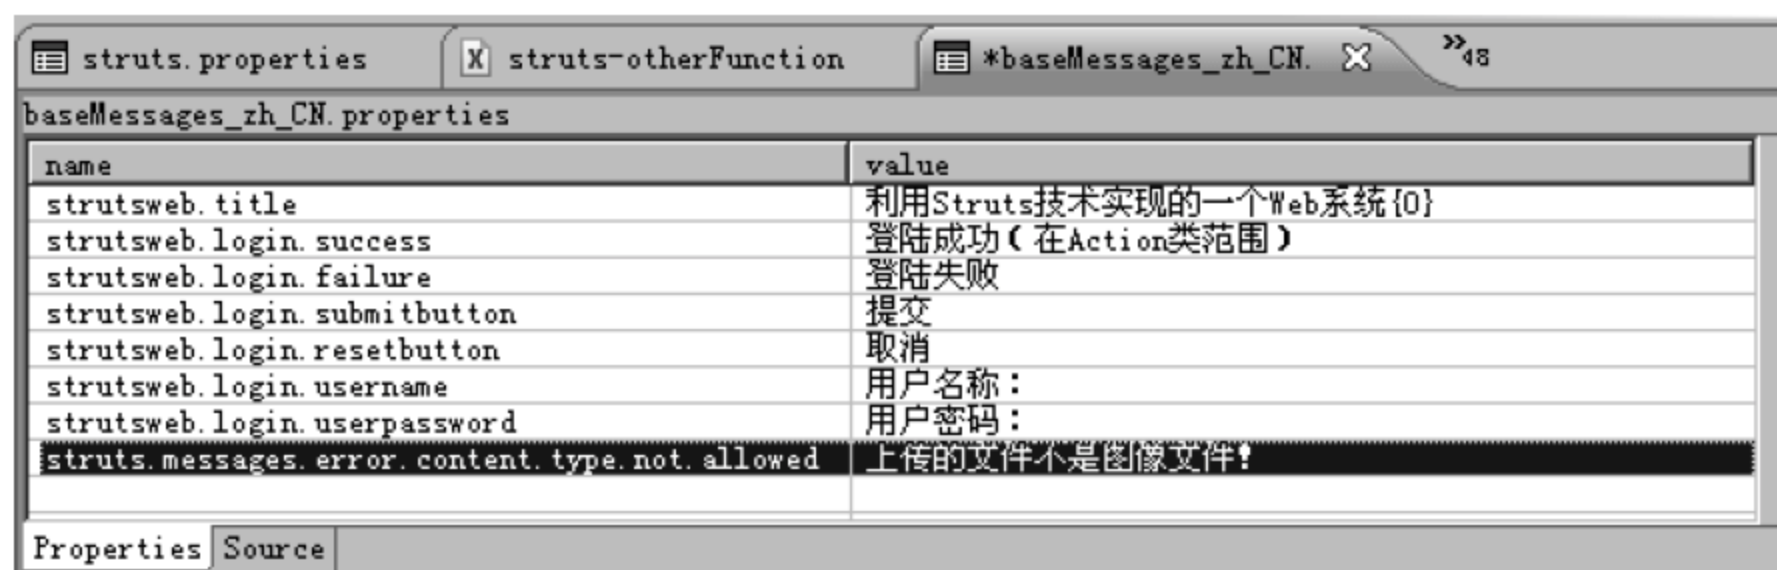 struts.properties struts-otherFunction *baseMessages_zh_CN. »48
baseMessages_zh_CN.properties
name value
strutsweb.title 利用Struts技术实现的一个Web系统{0}
strutsweb.login.success 登陆成功(在Action类范围)
strutsweb.login.failure 登陆失败
strutsweb.login.submitbutton 提交
strutsweb.login.resetbutton 取消
strutsweb.login.username 用户名称：
strutsweb.login.userpassword 用户密码：
struts.messages.error.content.type.not.allowed 上传的文件不是图像文件!
Properties Source